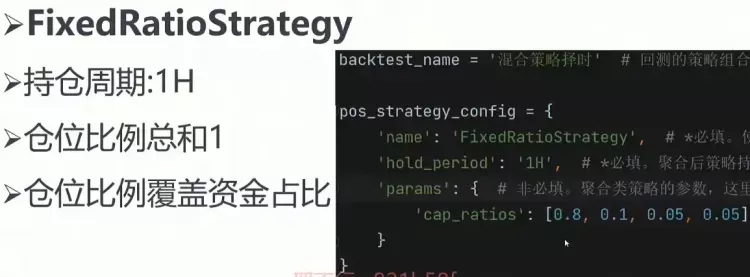 ➢FixedRatioStrategy
➢持仓周期:1H
➢仓位比例总和1
➢仓位比例覆盖资金占比
backtest_name = '混合策略择时'  # 回测的策略组合
pos_strategy_config = {
'name': 'FixedRatioStrategy',  # *必填。
'hold_period': '1H',  # *必填。聚合后策略持
'params': {  # 非必填。聚合类策略的参数，这里
'cap_ratios': [0.8, 0.1, 0.05, 0.05]
}
}